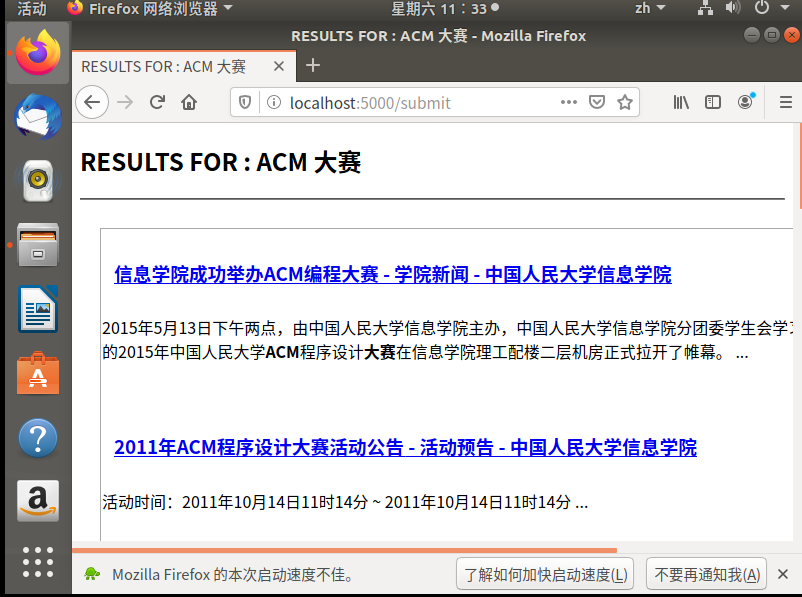 活动 Firefox 网络浏览器 星期六 11：33 zh
RESULTS FOR : ACM 大赛 - Mozilla Firefox
RESULTS FOR : ACM 大赛
localhost:5000/submit
RESULTS FOR : ACM 大赛
信息学院成功举办ACM编程大赛 - 学院新闻 - 中国人民大学信息学院
2015年5月13日下午两点，由中国人民大学信息学院主办，中国人民大学信息学院分团委学生会学
的2015年中国人民大学ACM程序设计大赛在信息学院理工配楼二层机房正式拉开了帷幕。 ...
2011年ACM程序设计大赛活动公告 - 活动预告 - 中国人民大学信息学院
活动时间：2011年10月14日11时14分 ~ 2011年10月14日11时14分 ...
Mozilla Firefox 的本次启动速度不佳。 了解如何加快启动速度(L) 不要再通知我(A)